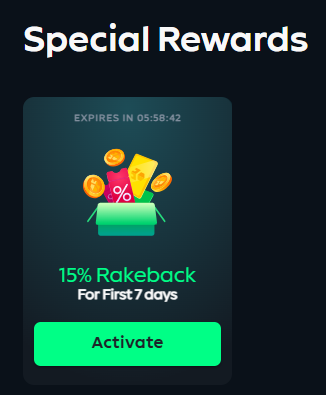 Special Rewards
EXPIRES IN 05:58:42
%
15% Rakeback
For First 7 days
Activate